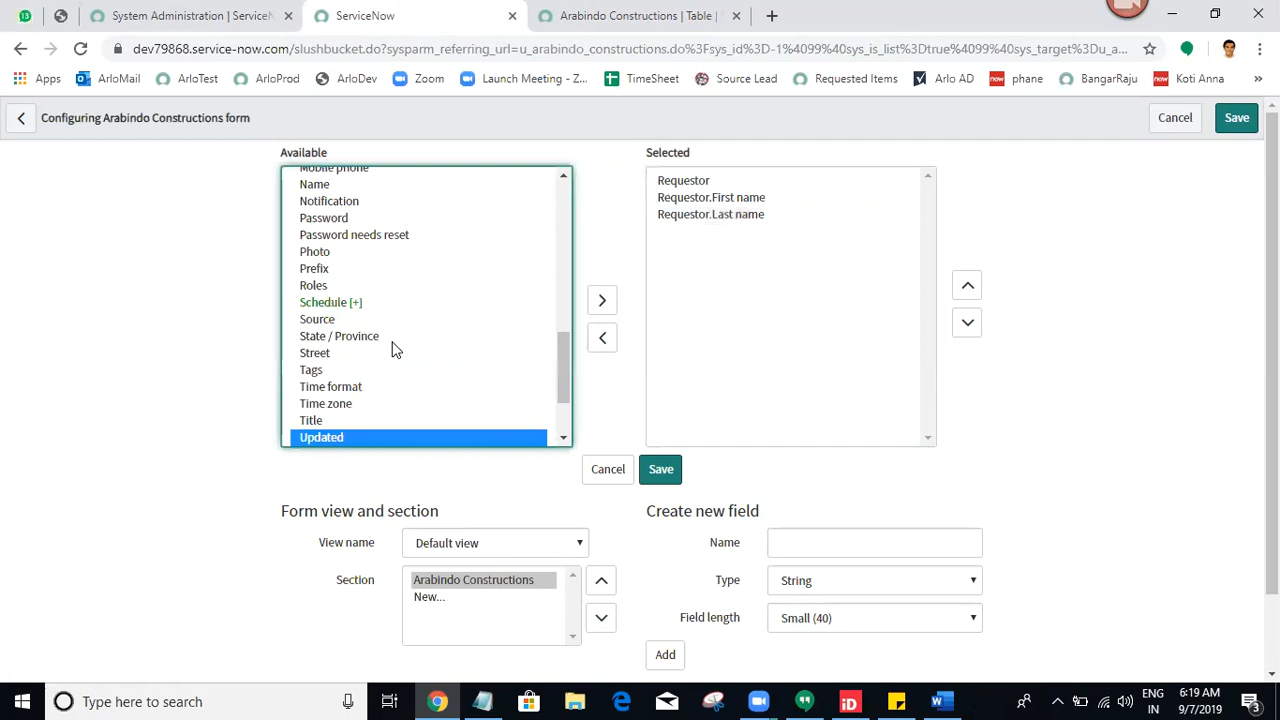 13
System Administration | ServiceN
ServiceNow
Arabindo Constructions | Table |
dev79868.service-now.com/slushbucket.do?sysparm_referring_url=u_arabindo_constructions.do%3Fsys_id%3D-1%4099%40sys_is_list%3Dtrue%4099%40sys_target%3Du_a...
Apps ArloMail ArloTest ArloProd ArloDev Zoom Launch Meeting - Z... TimeSheet Source Lead Requested Item Arlo AD phane BangarRaju Koti Anna
Configuring Arabindo Constructions form
Cancel
Save
Available
Selected
Mobile phone
Name
Notification
Password
Password needs reset
Photo
Prefix
Roles
Schedule [+]
Source
State / Province
Street
Tags
Time format
Time zone
Title
Updated
Requestor
Requestor.First name
Requestor.Last name
Cancel
Save
Form view and section
View name
Default view
Section
Arabindo Constructions
New...
Create new field
Name
Type
String
Field length
Small (40)
Add
Type here to search
ENG
IN
6:19 AM
9/7/2019
3